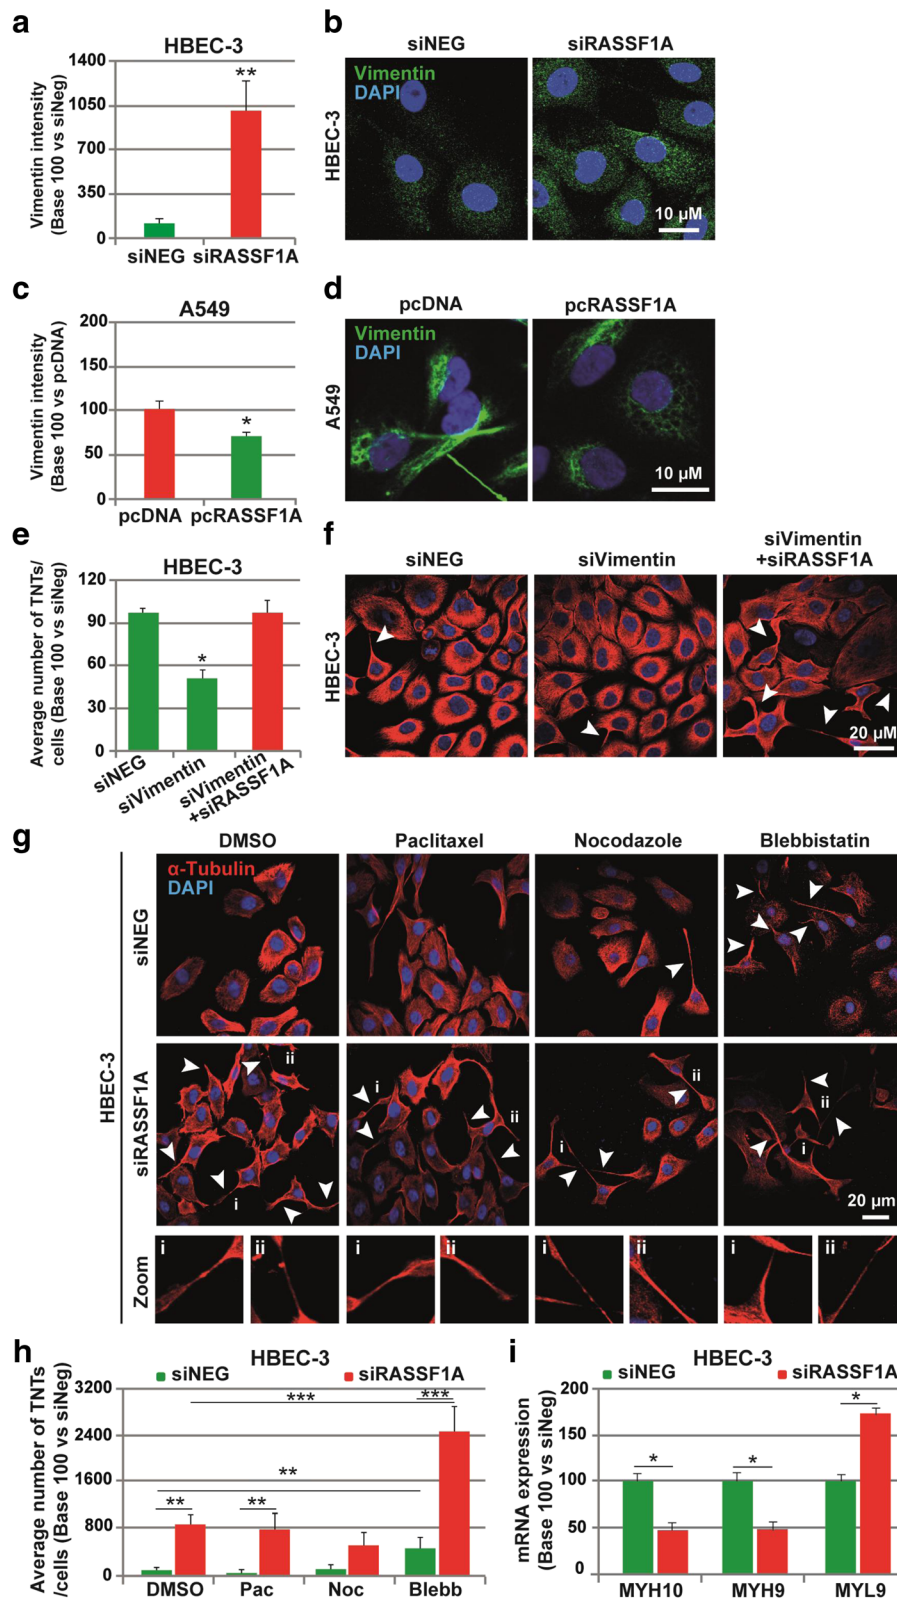 a
HBEC-3
Vimentin intensity
(Base 100 vs siNeg)
1400
1050
700
350
0
**
siNEG siRASSF1A
b
siNEG siRASSF1A
HBEC-3
Vimentin
DAPI
10 µM
c
A549
Vimentin intensity
(Base 100 vs pcDNA)
200
150
100
50
0
*
pcDNA pcRASSF1A
d
pcDNA pcRASSF1A
A549
Vimentin
DAPI
10 µM
e
HBEC-3
Average number of TNTs/
cells (Base 100 vs siNeg)
120
90
60
30
0
*
siNEG
siVimentin
siVimentin
+siRASSF1A
f
siNEG siVimentin siVimentin
+siRASSF1A
HBEC-3
20 µM
g
DMSO Paclitaxel Nocodazole Blebbistatin
HBEC-3
siNEG
α-Tubulin
DAPI
siRASSF1A
ii
i
i
ii
i
ii
ii
i
20 µm
Zoom
i ii i ii i ii i ii
h
HBEC-3
siNEG siRASSF1A
Average number of TNTs
/cells (Base 100 vs siNeg)
3200
2400
1600
800
0
*** ***
**
** **
DMSO Pac Noc Blebb
i
HBEC-3
siNEG siRASSF1A
mRNA expression
(Base 100 vs siNeg)
200
150
100
50
0
* * *
MYH10 MYH9 MYL9